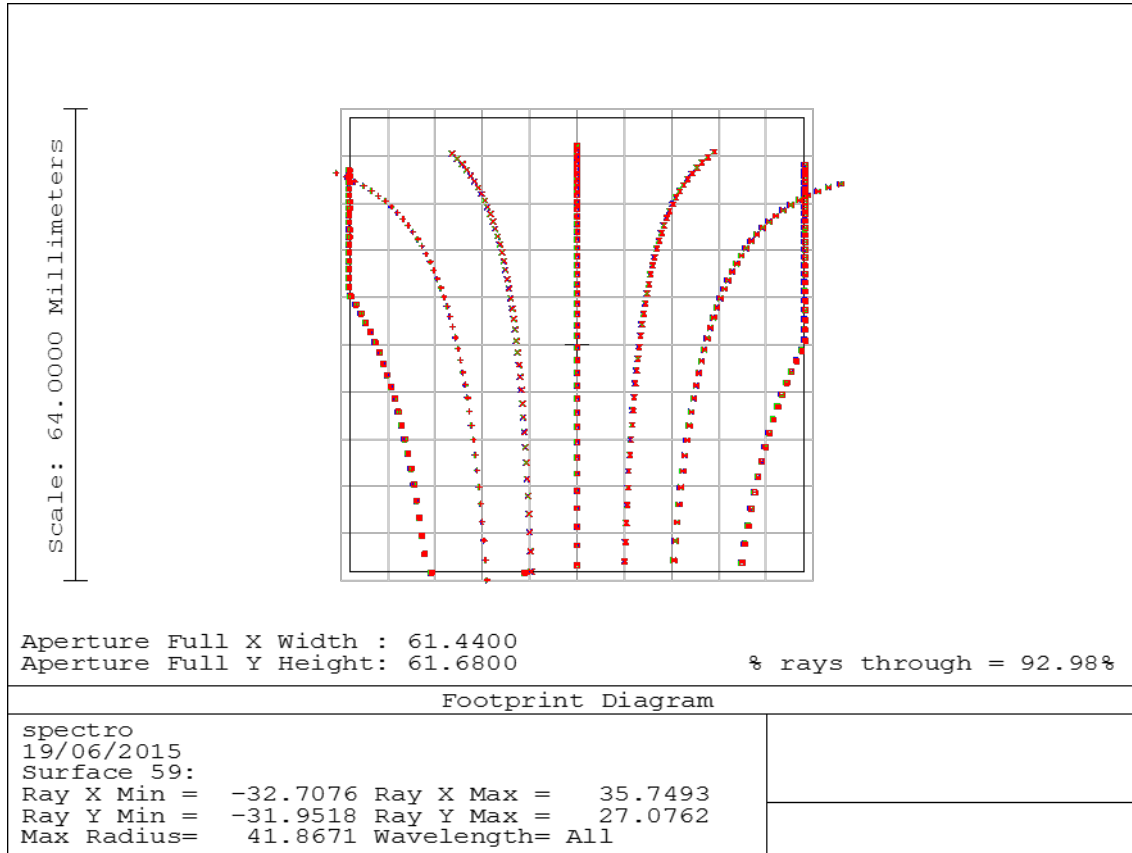 Scale: 64.0000 Millimeters
Aperture Full X Width : 61.4400
Aperture Full Y Height: 61.6800
% rays through = 92.98%
Footprint Diagram
spectro
19/06/2015
Surface 59:
Ray X Min = -32.7076 Ray X Max = 35.7493
Ray Y Min = -31.9518 Ray Y Max = 27.0762
Max Radius= 41.8671 Wavelength= All